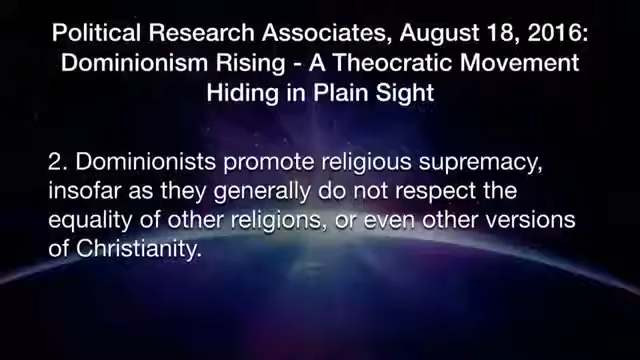 Political Research Associates, August 18, 2016:
Dominionism Rising - A Theocratic Movement
Hiding in Plain Sight
2. Dominionists promote religious supremacy,
insofar as they generally do not respect the
equality of other religions, or even other versions
of Christianity.